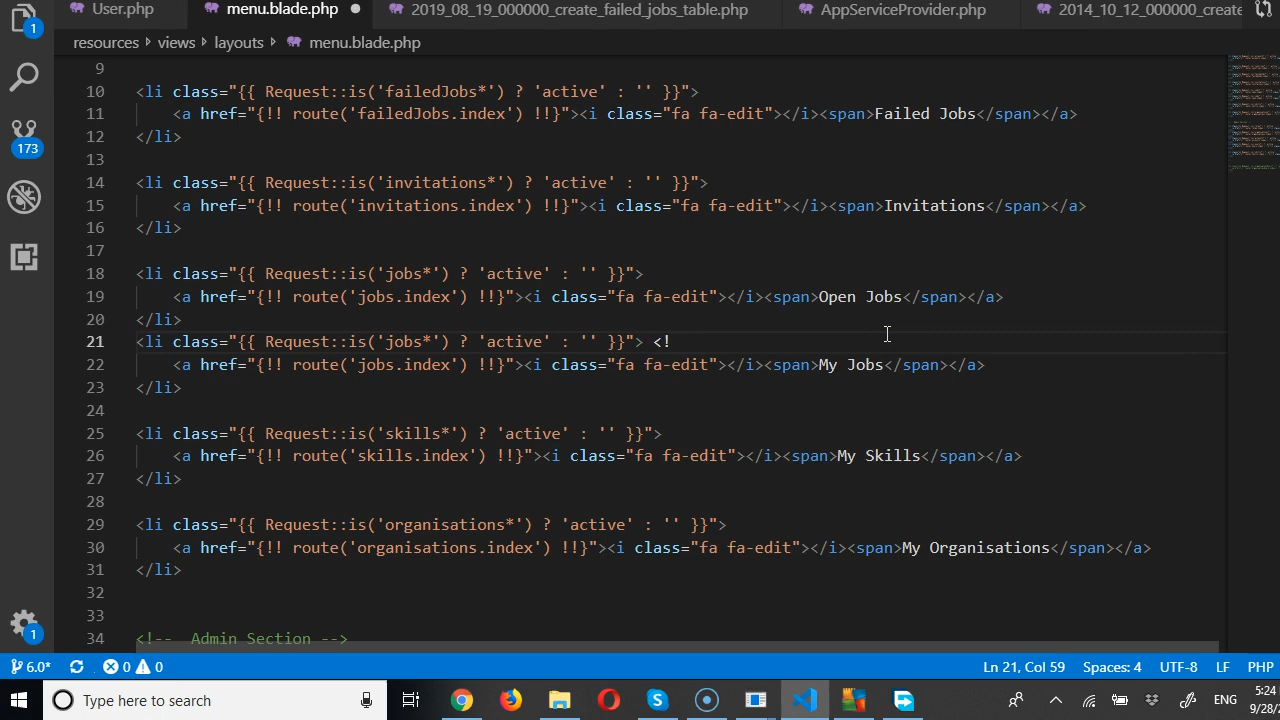 User.php
menu.blade.php
2019_08_19_000000_create_failed_jobs_table.php
AppServiceProvider.php
2014_10_12_000000_create
1
resources views layouts menu.blade.php
9
10 <li class="{{ Request::is('failedJobs*') ? 'active' : '' }}">
11 <a href="{!! route('failedJobs.index') !!}"><i class="fa fa-edit"></i><span>Failed Jobs</span></a>
12 </li>
13
14 <li class="{{ Request::is('invitations*') ? 'active' : '' }}">
15 <a href="{!! route('invitations.index') !!}"><i class="fa fa-edit"></i><span>Invitations</span></a>
16 </li>
17
18 <li class="{{ Request::is('jobs*') ? 'active' : '' }}">
19 <a href="{!! route('jobs.index') !!}"><i class="fa fa-edit"></i><span>Open Jobs</span></a>
20 </li>
21 <li class="{{ Request::is('jobs*') ? 'active' : '' }}"> <!
22 <a href="{!! route('jobs.index') !!}"><i class="fa fa-edit"></i><span>My Jobs</span></a>
23 </li>
24
25 <li class="{{ Request::is('skills*') ? 'active' : '' }}">
26 <a href="{!! route('skills.index') !!}"><i class="fa fa-edit"></i><span>My Skills</span></a>
27 </li>
28
29 <li class="{{ Request::is('organisations*') ? 'active' : '' }}">
30 <a href="{!! route('organisations.index') !!}"><i class="fa fa-edit"></i><span>My Organisations</span></a>
31 </li>
32
33
34 <!-- Admin Section -->
173
1
6.0* 0 0 Ln 21, Col 59 Spaces: 4 UTF-8 LF PHP
Type here to search
ENG
5:24
9/28/2